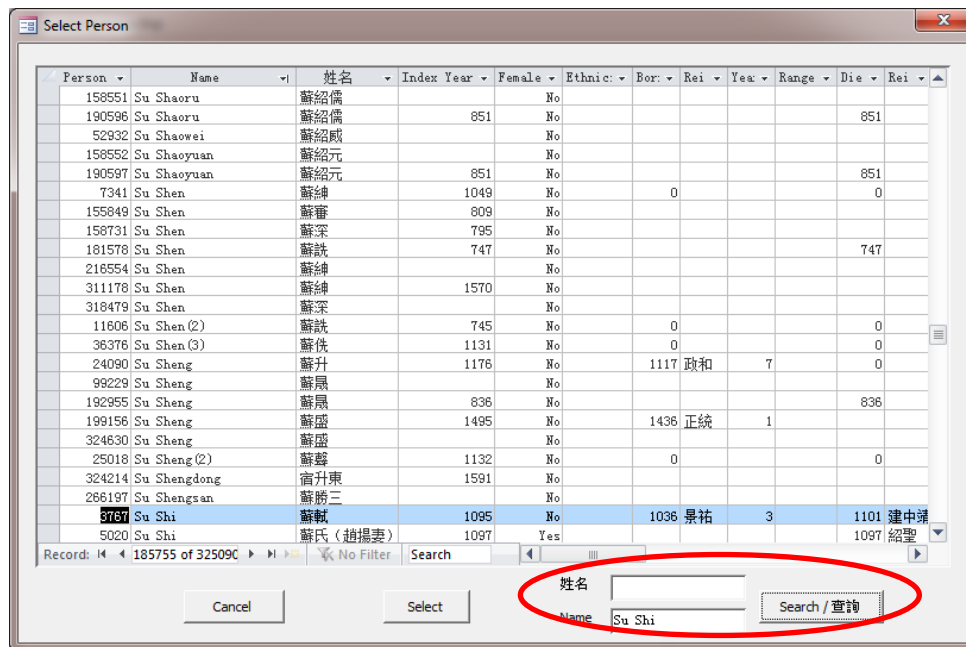 Select Person
Person Name 姓名 Index Year Female Ethnic: Bor: Rei Yea: Range Die Rei
158551 Su Shaoru 蘇紹儒 No
190596 Su Shaoru 蘇紹儒 851 No 851
52932 Su Shaowei 蘇紹威 No
158552 Su Shaoyuan 蘇紹元 No
190597 Su Shaoyuan 蘇紹元 851 No 851
7341 Su Shen 蘇紳 1049 No 0 0
155849 Su Shen 蘇審 809 No
158731 Su Shen 蘇深 795 No
181578 Su Shen 蘇詵 747 No 747
216554 Su Shen 蘇紳 No
311178 Su Shen 蘇紳 1570 No
318479 Su Shen 蘇深 No
11606 Su Shen(2) 蘇詵 745 No 0 0
36376 Su Shen(3) 蘇侁 1131 No 0 0
24090 Su Sheng 蘇升 1176 No 1117 政和 7 0
99229 Su Sheng 蘇晟 No
192955 Su Sheng 蘇晟 836 No 836
199156 Su Sheng 蘇盛 1495 No 1436 正統 1
324630 Su Sheng 蘇盛 No
25018 Su Sheng(2) 1132 No 0 0
324214 Su Shengdong 宿升東 1591 No
266197 Su Shengsan 蘇勝三 No
3767 Su Shi 蘇軾 1095 No 1036 景祐 3 1101 建中靖
5020 Su Shi 蘇氏（趙揚妻） 1097 Yes 1097 紹聖
Record: 185755 of 325090 No Filter Search
姓名
Cancel Select Search / 查詢
Name Su Shi